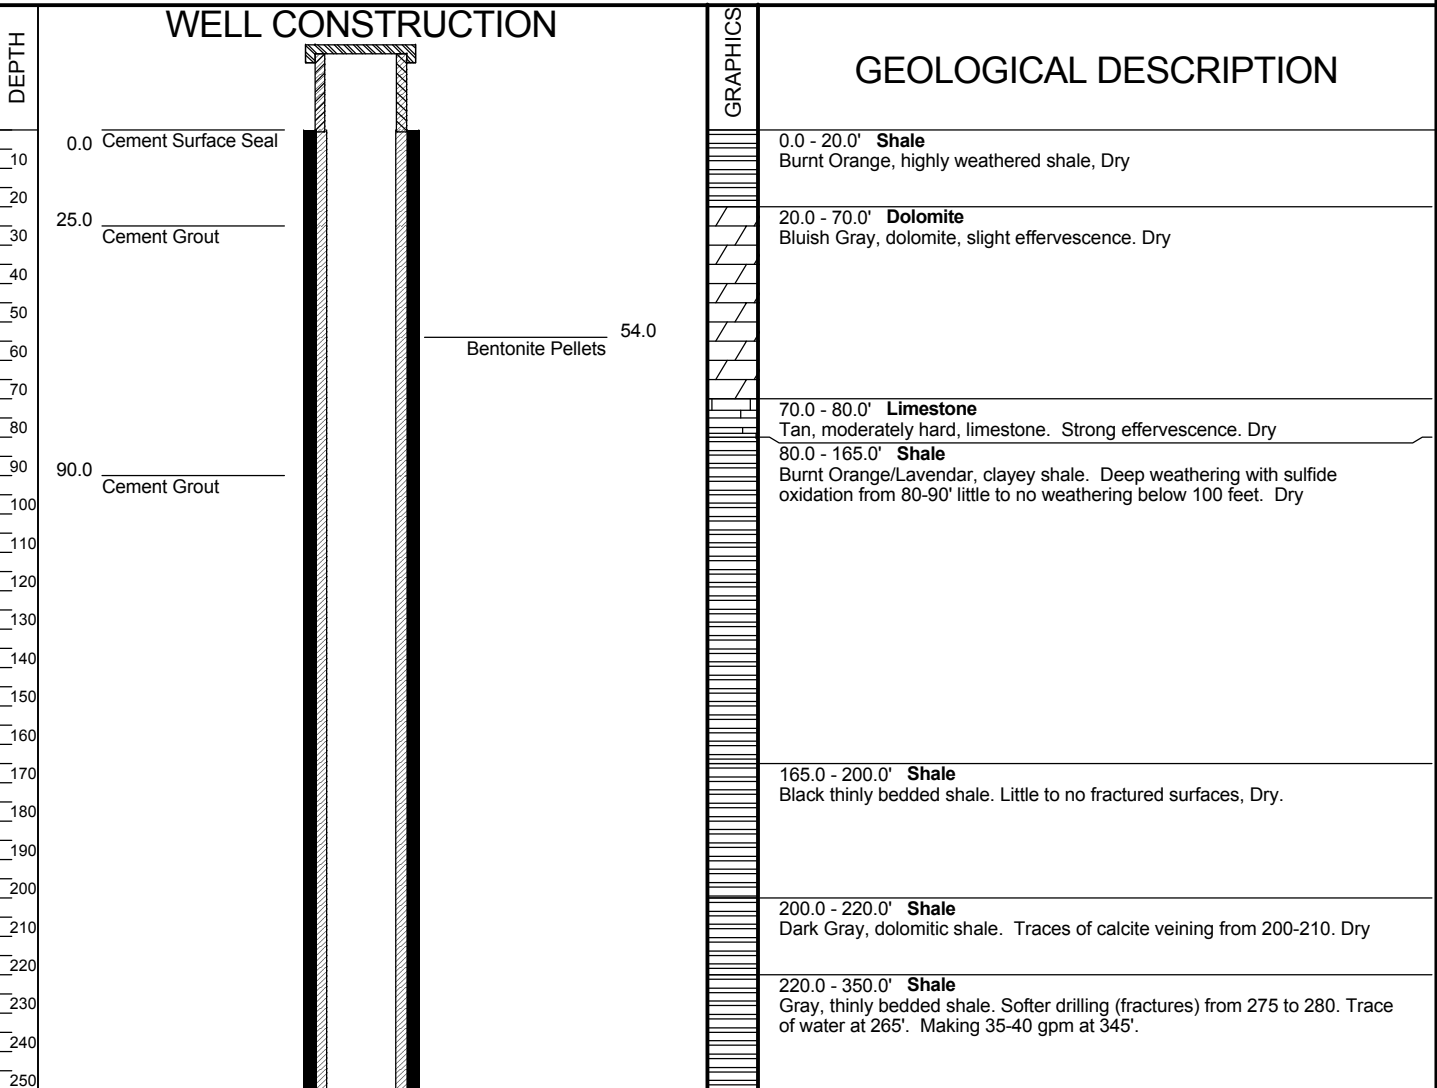 WELL CONSTRUCTION
DEPTH
GRAPHICS
GEOLOGICAL DESCRIPTION
0.0 Cement Surface Seal
25.0
Cement Grout
54.0
Bentonite Pellets
90.0
Cement Grout
10
20
30
40
50
60
70
80
90
100
110
120
130
140
150
160
170
180
190
200
210
220
230
240
250
0.0 - 20.0' Shale
Burnt Orange, highly weathered shale, Dry
20.0 - 70.0' Dolomite
Bluish Gray, dolomite, slight effervescence. Dry
70.0 - 80.0' Limestone
Tan, moderately hard, limestone. Strong effervescence. Dry
80.0 - 165.0' Shale
Burnt Orange/Lavendar, clayey shale. Deep weathering with sulfide
oxidation from 80-90' little to no weathering below 100 feet. Dry
165.0 - 200.0' Shale
Black thinly bedded shale. Little to no fractured surfaces, Dry.
200.0 - 220.0' Shale
Dark Gray, dolomitic shale. Traces of calcite veining from 200-210. Dry
220.0 - 350.0' Shale
Gray, thinly bedded shale. Softer drilling (fractures) from 275 to 280. Trace
of water at 265'. Making 35-40 gpm at 345'.